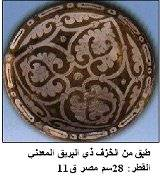 طبق من الخزف ذي البريق المعدني
القطر: 28سم مصر ق11